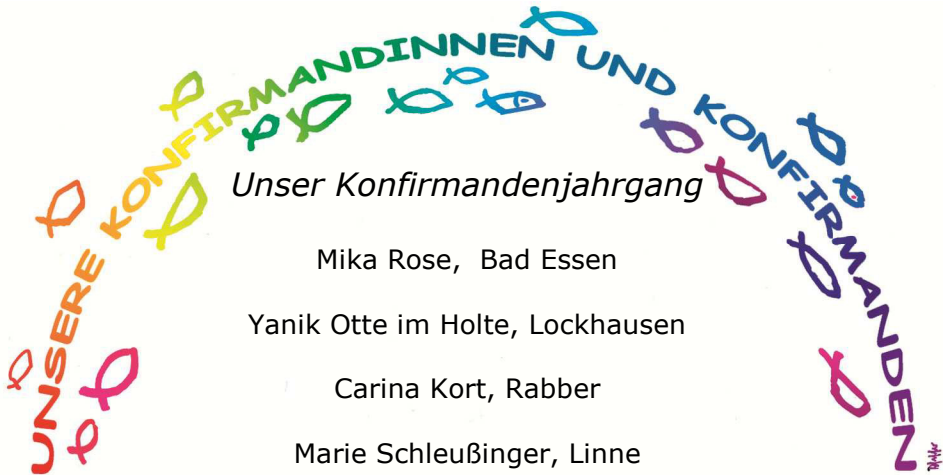 UNSERE KONFIRMANDINNEN UND KONFIRMANDEN
Unser Konfirmandenjahrgang
Mika Rose, Bad Essen
Yanik Otte im Holte, Lockhausen
Carina Kort, Rabber
Marie Schleußinger, Linne